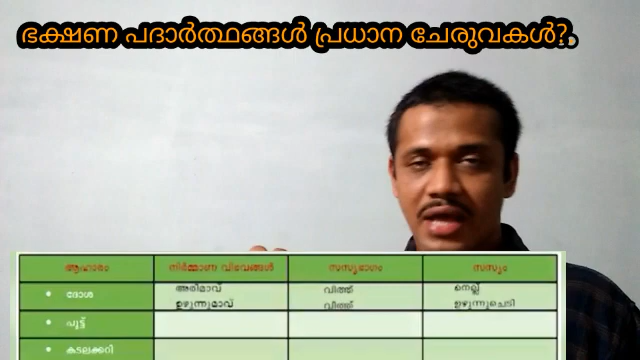 ഭക്ഷണ പദാർത്ഥങ്ങൾ പ്രധാന ചേരുവകൾ?
ആഹാരം നിർമ്മാണ വിഭവങ്ങൾ സസ്യഭാഗം സസ്യം
ദോശ അരിമാവ് വിത്ത് നെല്ല്
ഉഴുന്നുമാവ് വിത്ത് ഉഴുന്നുചെടി
പുട്ട്
കടലക്കറി